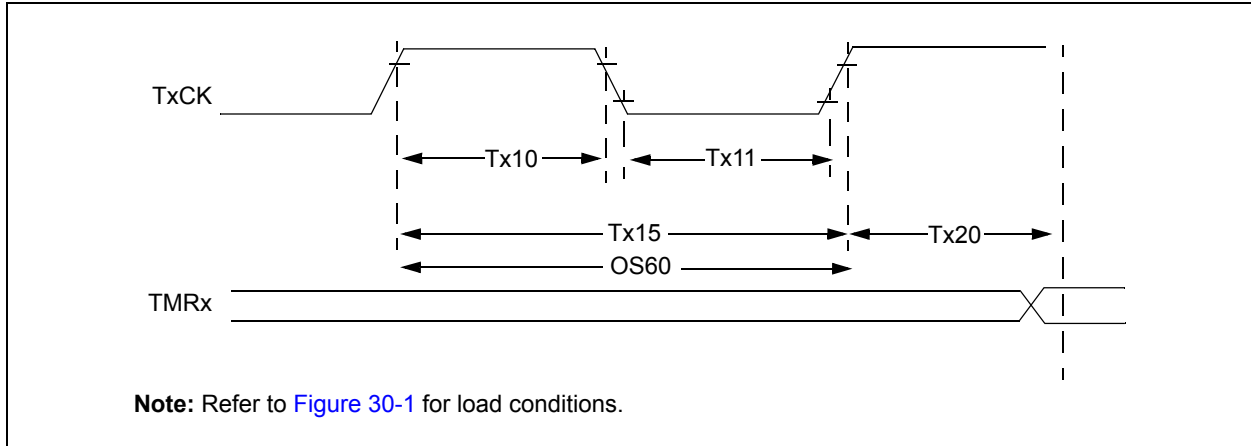 TxCK
Tx10
Tx11
Tx15
Tx20
OS60
TMRx
Note: Refer to Figure 30-1 for load conditions.